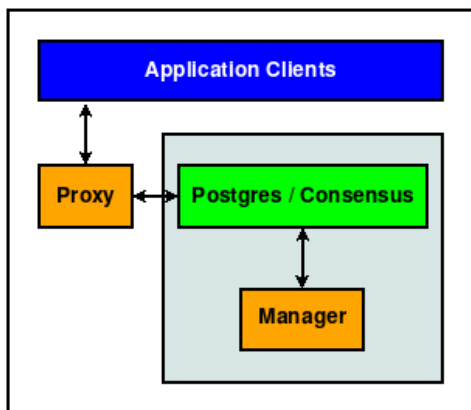 Application Clients
Proxy
Postgres / Consensus
Manager